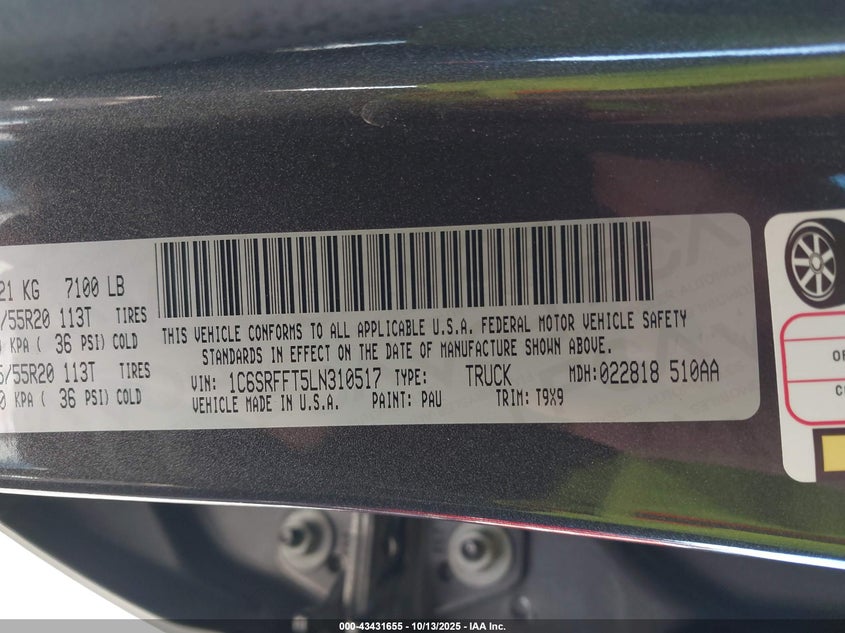 21 KG 7100 LB
/55R20 113T TIRES
KPA ( 36 PSI) COLD
/55R20 113T TIRES
0 KPA ( 36 PSI) COLD
THIS VEHICLE CONFORMS TO ALL APPLICABLE U.S.A. FEDERAL MOTOR VEHICLE SAFETY
STANDARDS IN EFFECT ON THE DATE OF MANUFACTURE SHOWN ABOVE.
VIN: 1C6SRFFT5LN310517 TYPE: TRUCK MDH: 022818 510AA
VEHICLE MADE IN U.S.A. PAINT: PAU TRIM: T9X9
000-43431655 - 10/13/2025 - IAA Inc.